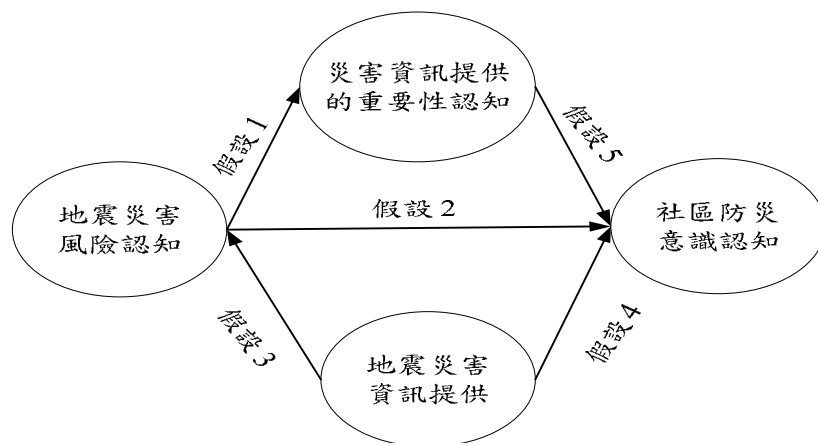 災害資訊提供
的重要性認知
假設1
假設5
地震災害
風險認知
假設2
社區防災
意識認知
假設3
假設4
地震災害
資訊提供